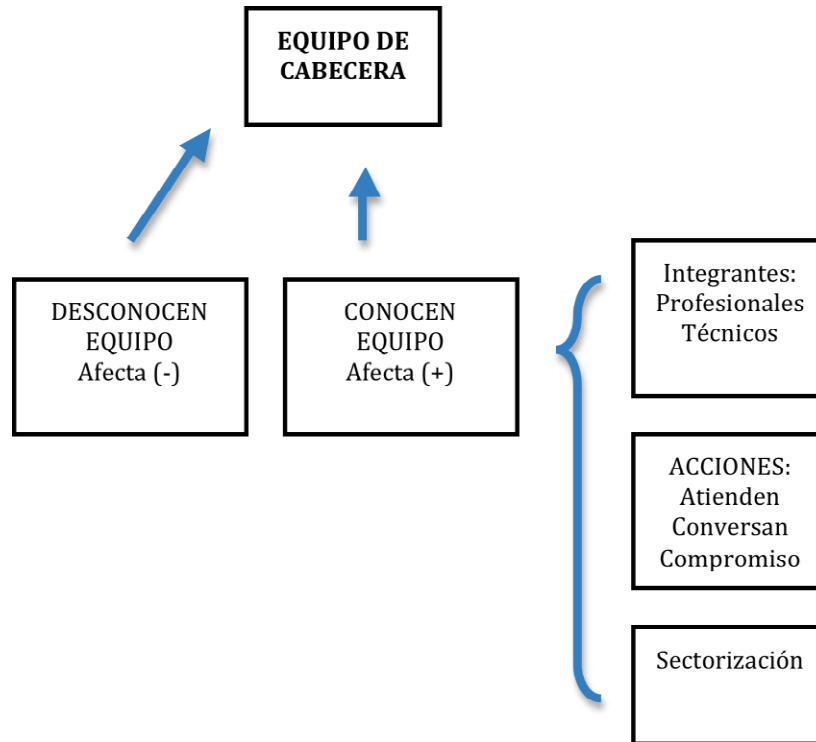 EQUIPO DE
CABECERA
DESCONOCEN
EQUIPO
Afecta (-)
CONOCEN
EQUIPO
Afecta (+)
Integrantes:
Profesionales
Técnicos
ACCIONES:
Atienden
Conversan
Compromiso
Sectorización